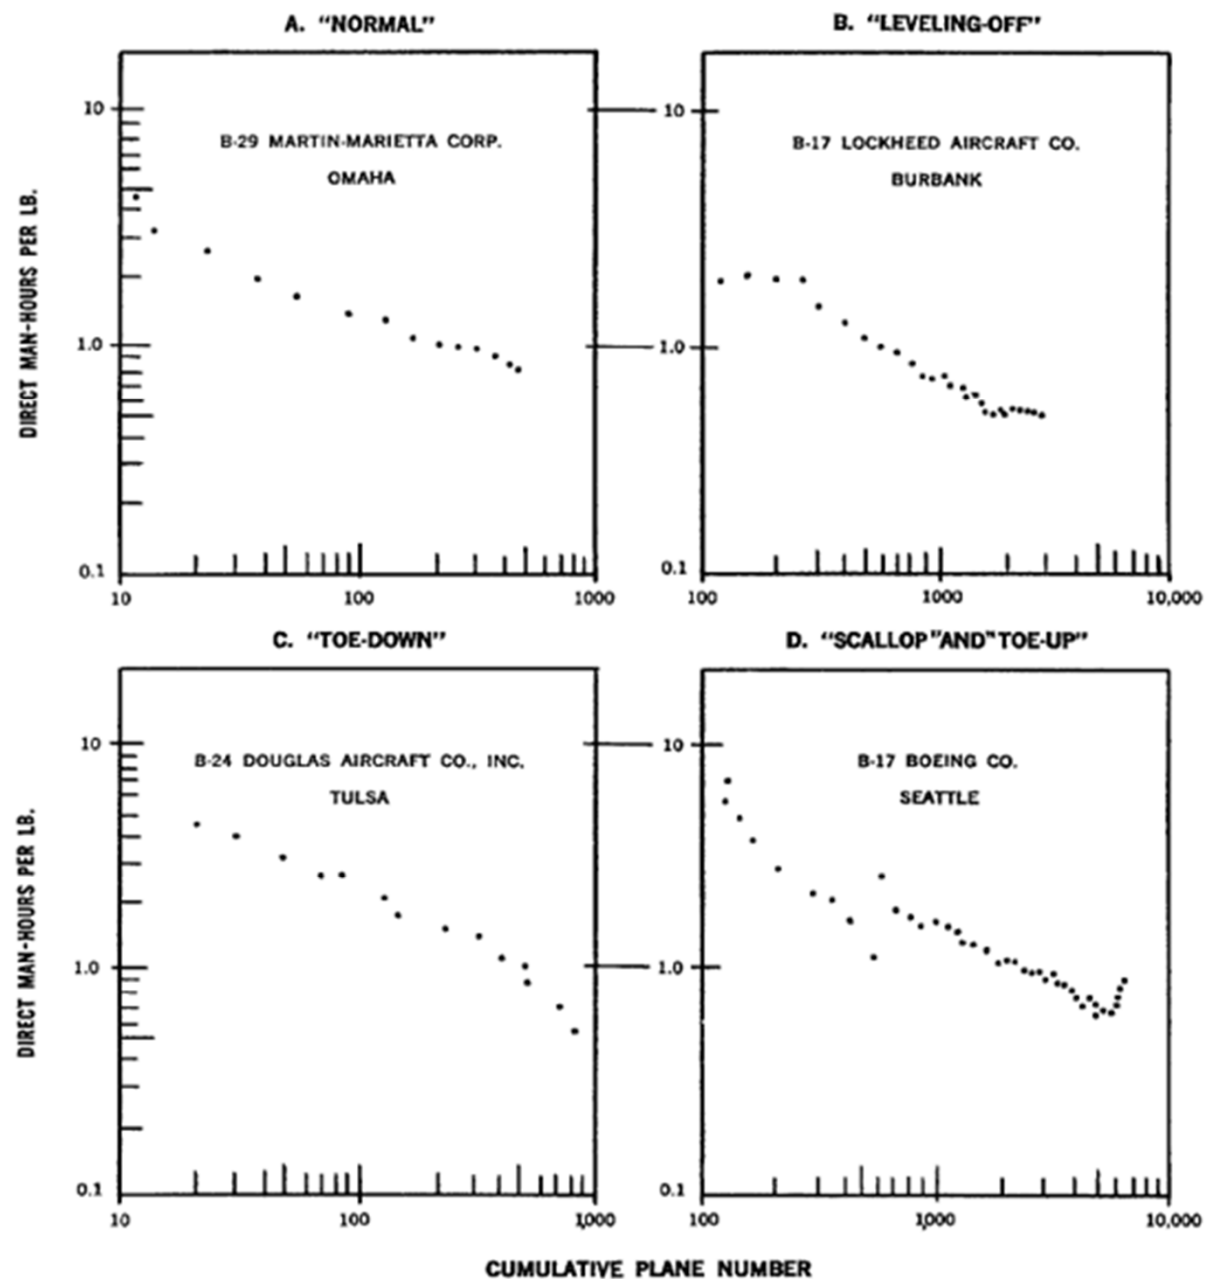 A. "NORMAL"
10
1.0
0.1
B-29 MARTIN-MARIETTA CORP.
OMAHA
10
100
1000
B. "LEVELING-OFF"
10
1.0
0.1
B-17 LOCKHEED AIRCRAFT CO.
BURBANK
100
1000
10,000
DIRECT MAN-HOURS PER LB.
C. "TOE-DOWN"
10
1.0
0.1
B-24 DOUGLAS AIRCRAFT CO., INC.
TULSA
10
100
1,000
D. "SCALLOP" AND "TOE-UP"
10
1.0
0.1
B-17 BOEING CO.
SEATTLE
100
1,000
10,000
DIRECT MAN-HOURS PER LB.
CUMULATIVE PLANE NUMBER